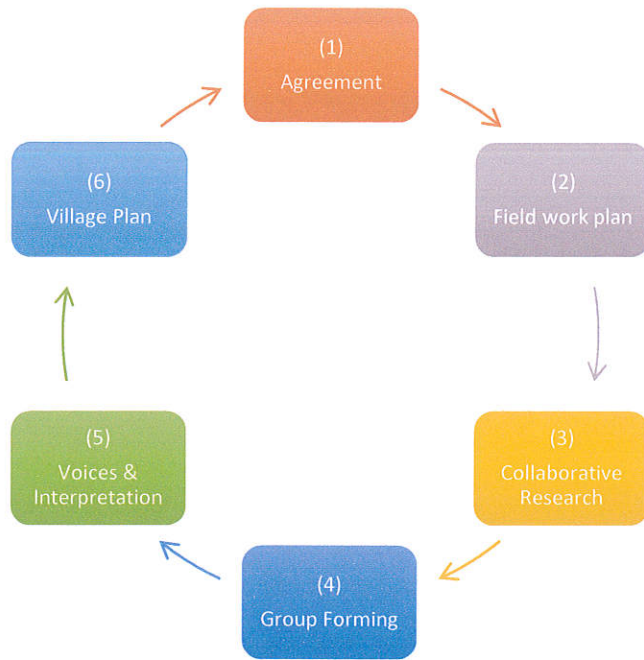 (1)
Agreement
(2)
Field work plan
(3)
Collaborative
Research
(4)
Group Forming
(5)
Voices &
Interpretation
(6)
Village Plan